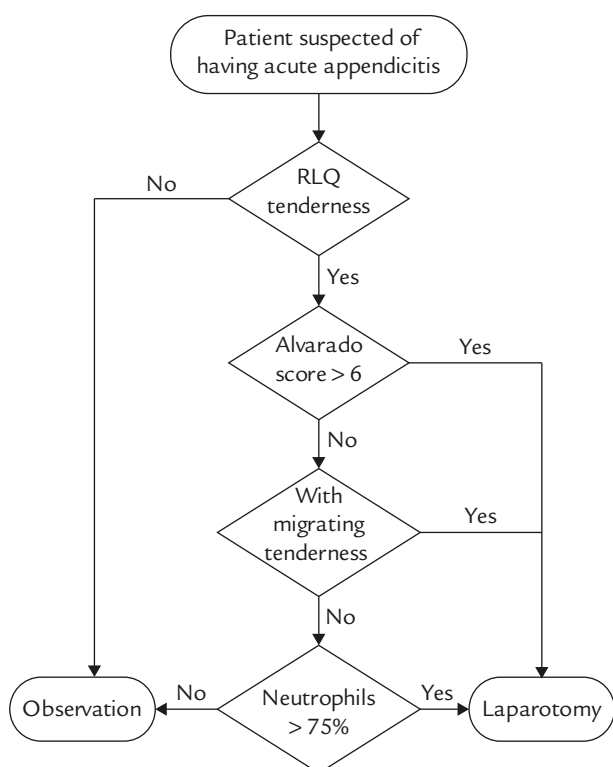 Patient suspected of
having acute appendicitis
No
RLQ
tenderness
Yes
Alvarado
score > 6
Yes
No
With
migrating
tenderness
Yes
No
Observation
No
Neutrophils
> 75%
Yes
Laparotomy